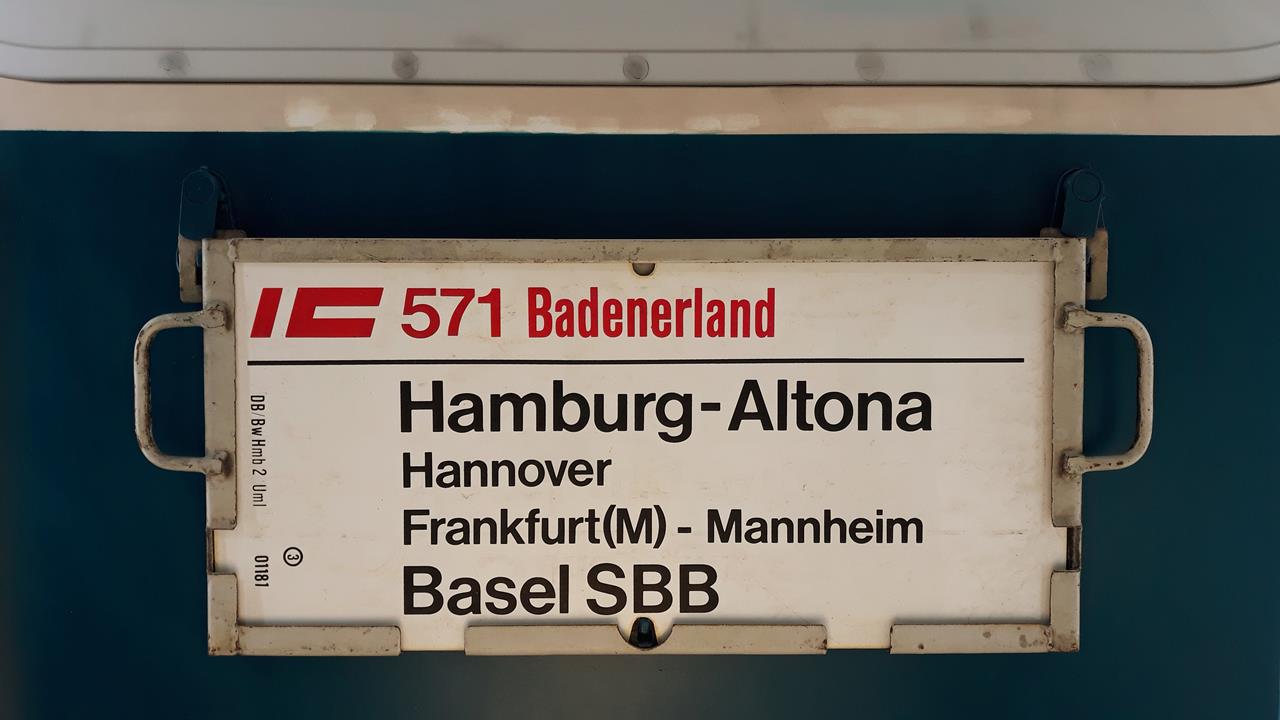 IC 571 Badenerland
Hamburg-Altona
Hannover
Frankfurt(M) - Mannheim
Basel SBB
DB/Bw Hmb 2 Uml
3
01181